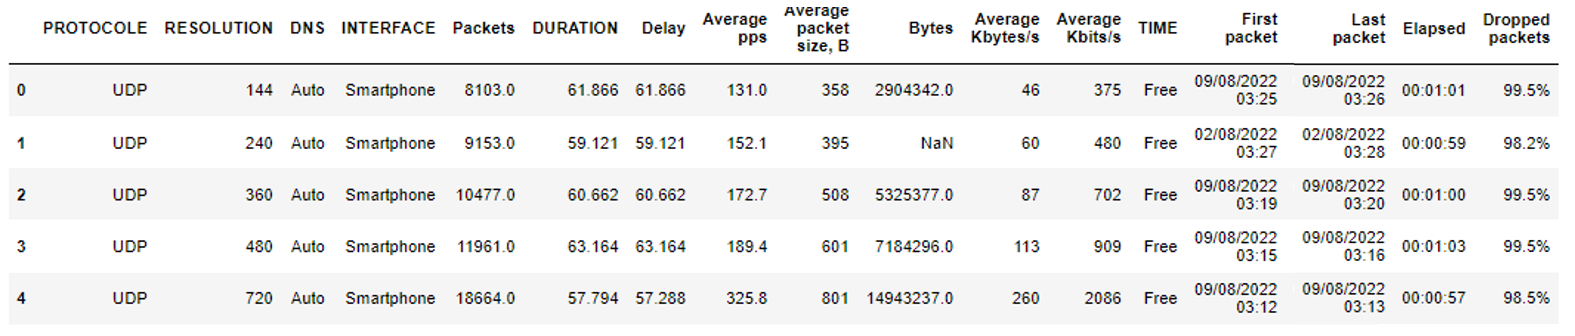 PROTOCOLE RESOLUTION DNS INTERFACE Packets DURATION Delay Average pps Average packet size, B Bytes Average Kbytes/s Average Kbits/s TIME First packet Last packet Elapsed Dropped packets
0 UDP 144 Auto Smartphone 8103.0 61.866 61.866 131.0 358 2904342.0 46 375 Free 09/08/2022 03:25 09/08/2022 03:26 00:01:01 99.5%
1 UDP 240 Auto Smartphone 9153.0 59.121 59.121 152.1 395 NaN 60 480 Free 02/08/2022 03:27 02/08/2022 03:28 00:00:59 98.2%
2 UDP 360 Auto Smartphone 10477.0 60.662 60.662 172.7 508 5325377.0 87 702 Free 09/08/2022 03:19 09/08/2022 03:20 00:01:00 99.5%
3 UDP 480 Auto Smartphone 11961.0 63.164 63.164 189.4 601 7184296.0 113 909 Free 09/08/2022 03:15 09/08/2022 03:16 00:01:03 99.5%
4 UDP 720 Auto Smartphone 18664.0 57.794 57.288 325.8 801 14943237.0 260 2086 Free 09/08/2022 03:12 09/08/2022 03:13 00:00:57 98.5%